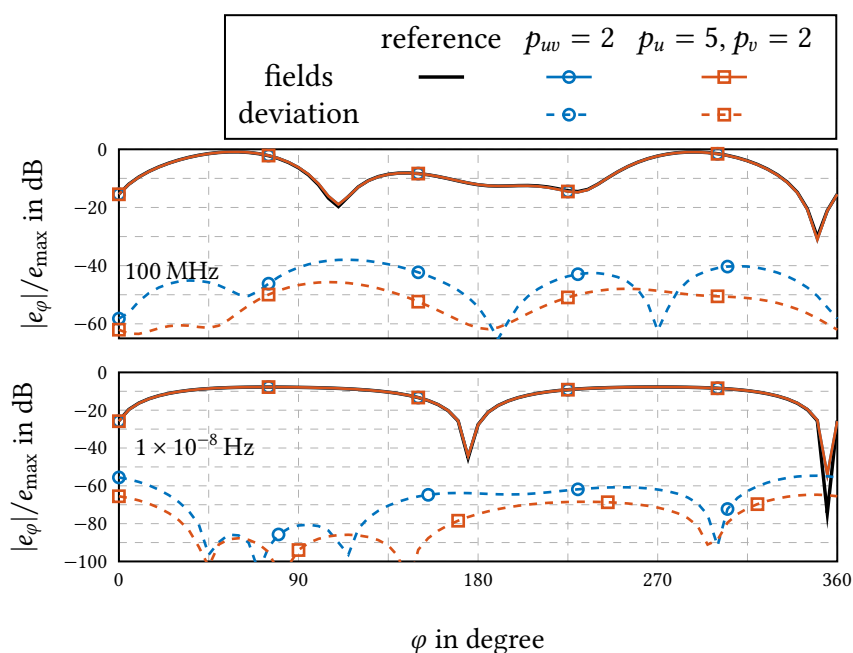 reference p_uv = 2 p_u = 5, p_v = 2
fields
deviation
0
−20
−40
−60
|e_φ|/e_max in dB
100 MHz
0
−20
−40
−60
−80
−100
|e_φ|/e_max in dB
1 × 10⁻⁸ Hz
0 90 180 270 360
φ in degree